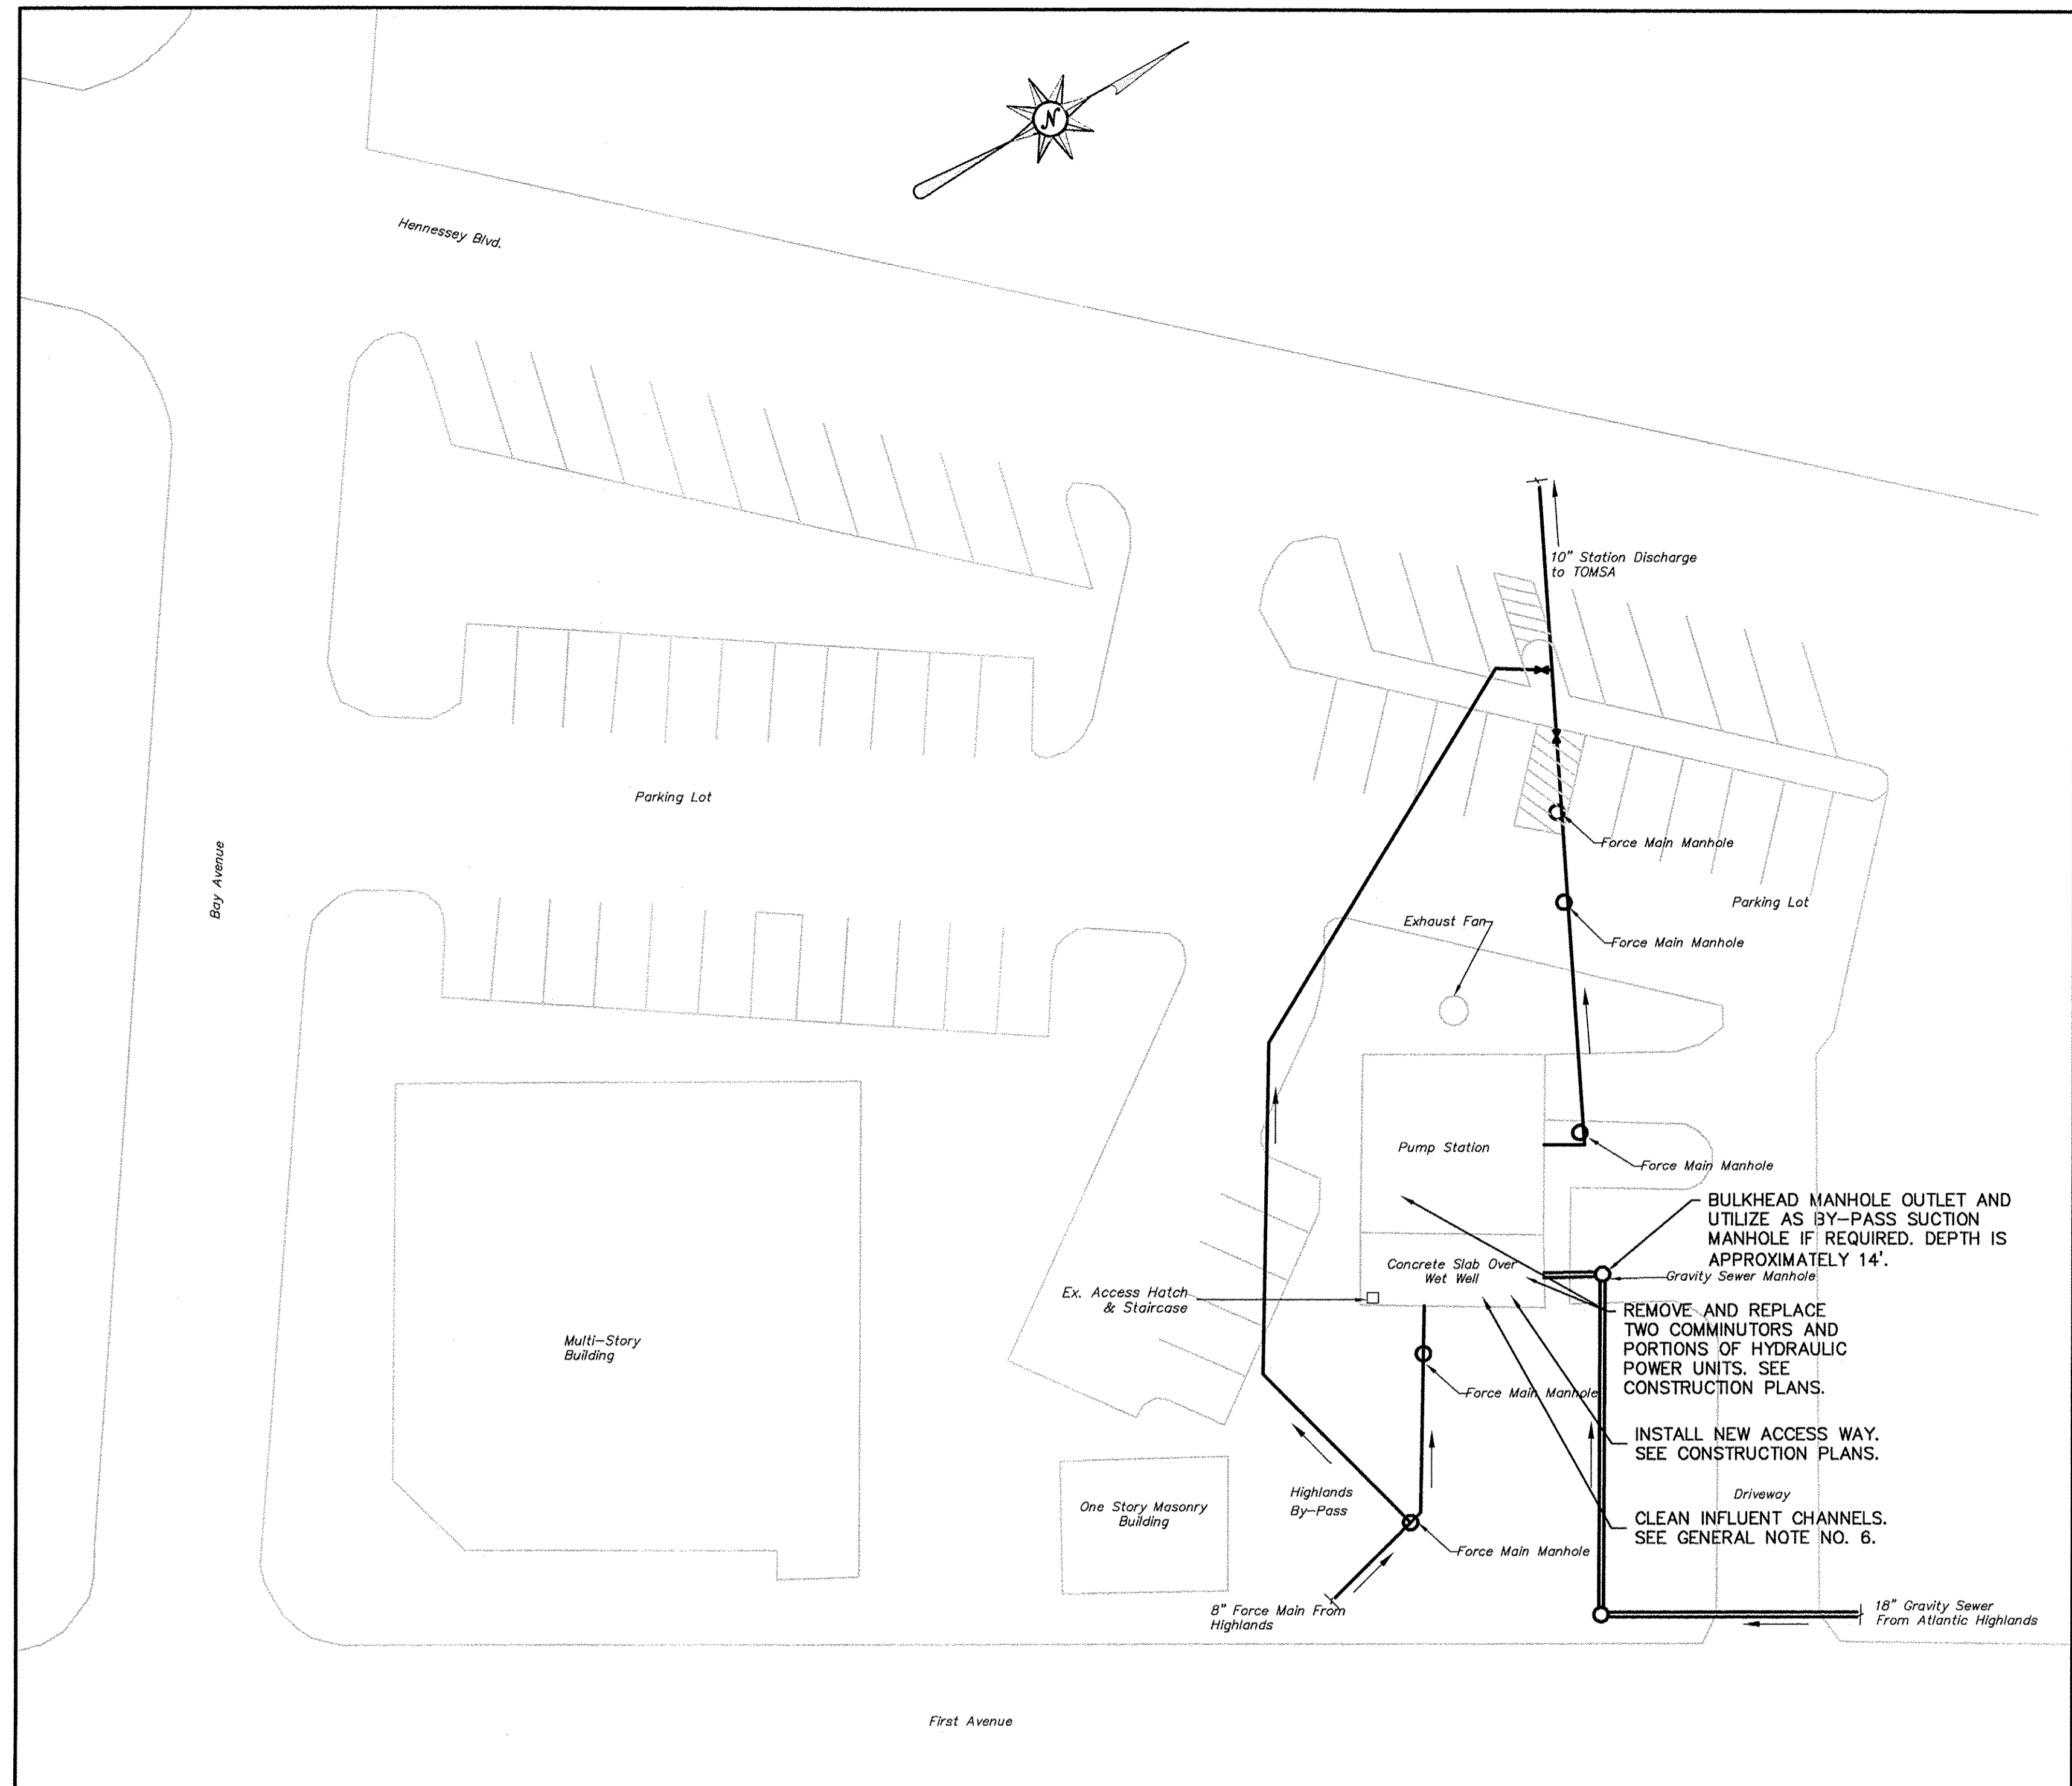 N
Hennessey Blvd.
10" Station Discharge
to TOMSA
Parking Lot
Force Main Manhole
Bay Avenue
Parking Lot
Exhaust Fan
Force Main Manhole
Pump Station
Force Main Manhole
BULKHEAD MANHOLE OUTLET AND
UTILIZE AS BY-PASS SUCTION
MANHOLE IF REQUIRED. DEPTH IS
APPROXIMATELY 14'.
Concrete Slab Over
Wet Well
Gravity Sewer Manhole
Ex. Access Hatch
& Staircase
REMOVE AND REPLACE
TWO COMMINUTORS AND
PORTIONS OF HYDRAULIC
POWER UNITS. SEE
CONSTRUCTION PLANS.
Multi-Story
Building
Force Main Manhole
INSTALL NEW ACCESS WAY.
SEE CONSTRUCTION PLANS.
Highlands
By-Pass
Driveway
One Story Masonry
Building
CLEAN INFLUENT CHANNELS.
SEE GENERAL NOTE NO. 6.
Force Main Manhole
8" Force Main From
Highlands
18" Gravity Sewer
From Atlantic Highlands
First Avenue